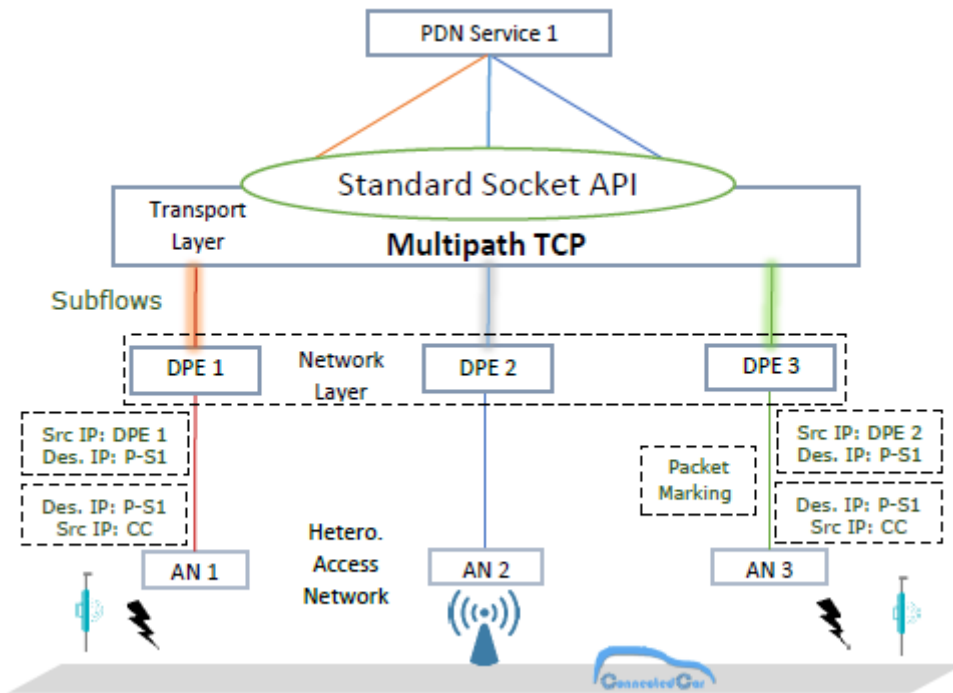 PDN Service 1
Standard Socket API
Transport
Layer
Multipath TCP
Subflows
DPE 1
Network
Layer
DPE 2
DPE 3
Src IP: DPE 1
Des. IP: P-S1
Src IP: DPE 2
Des. IP: P-S1
Packet
Marking
Des. IP: P-S1
Src IP: CC
Des. IP: P-S1
Src IP: CC
Hetero.
Access
Network
AN 1
AN 2
AN 3
ConnectedCar